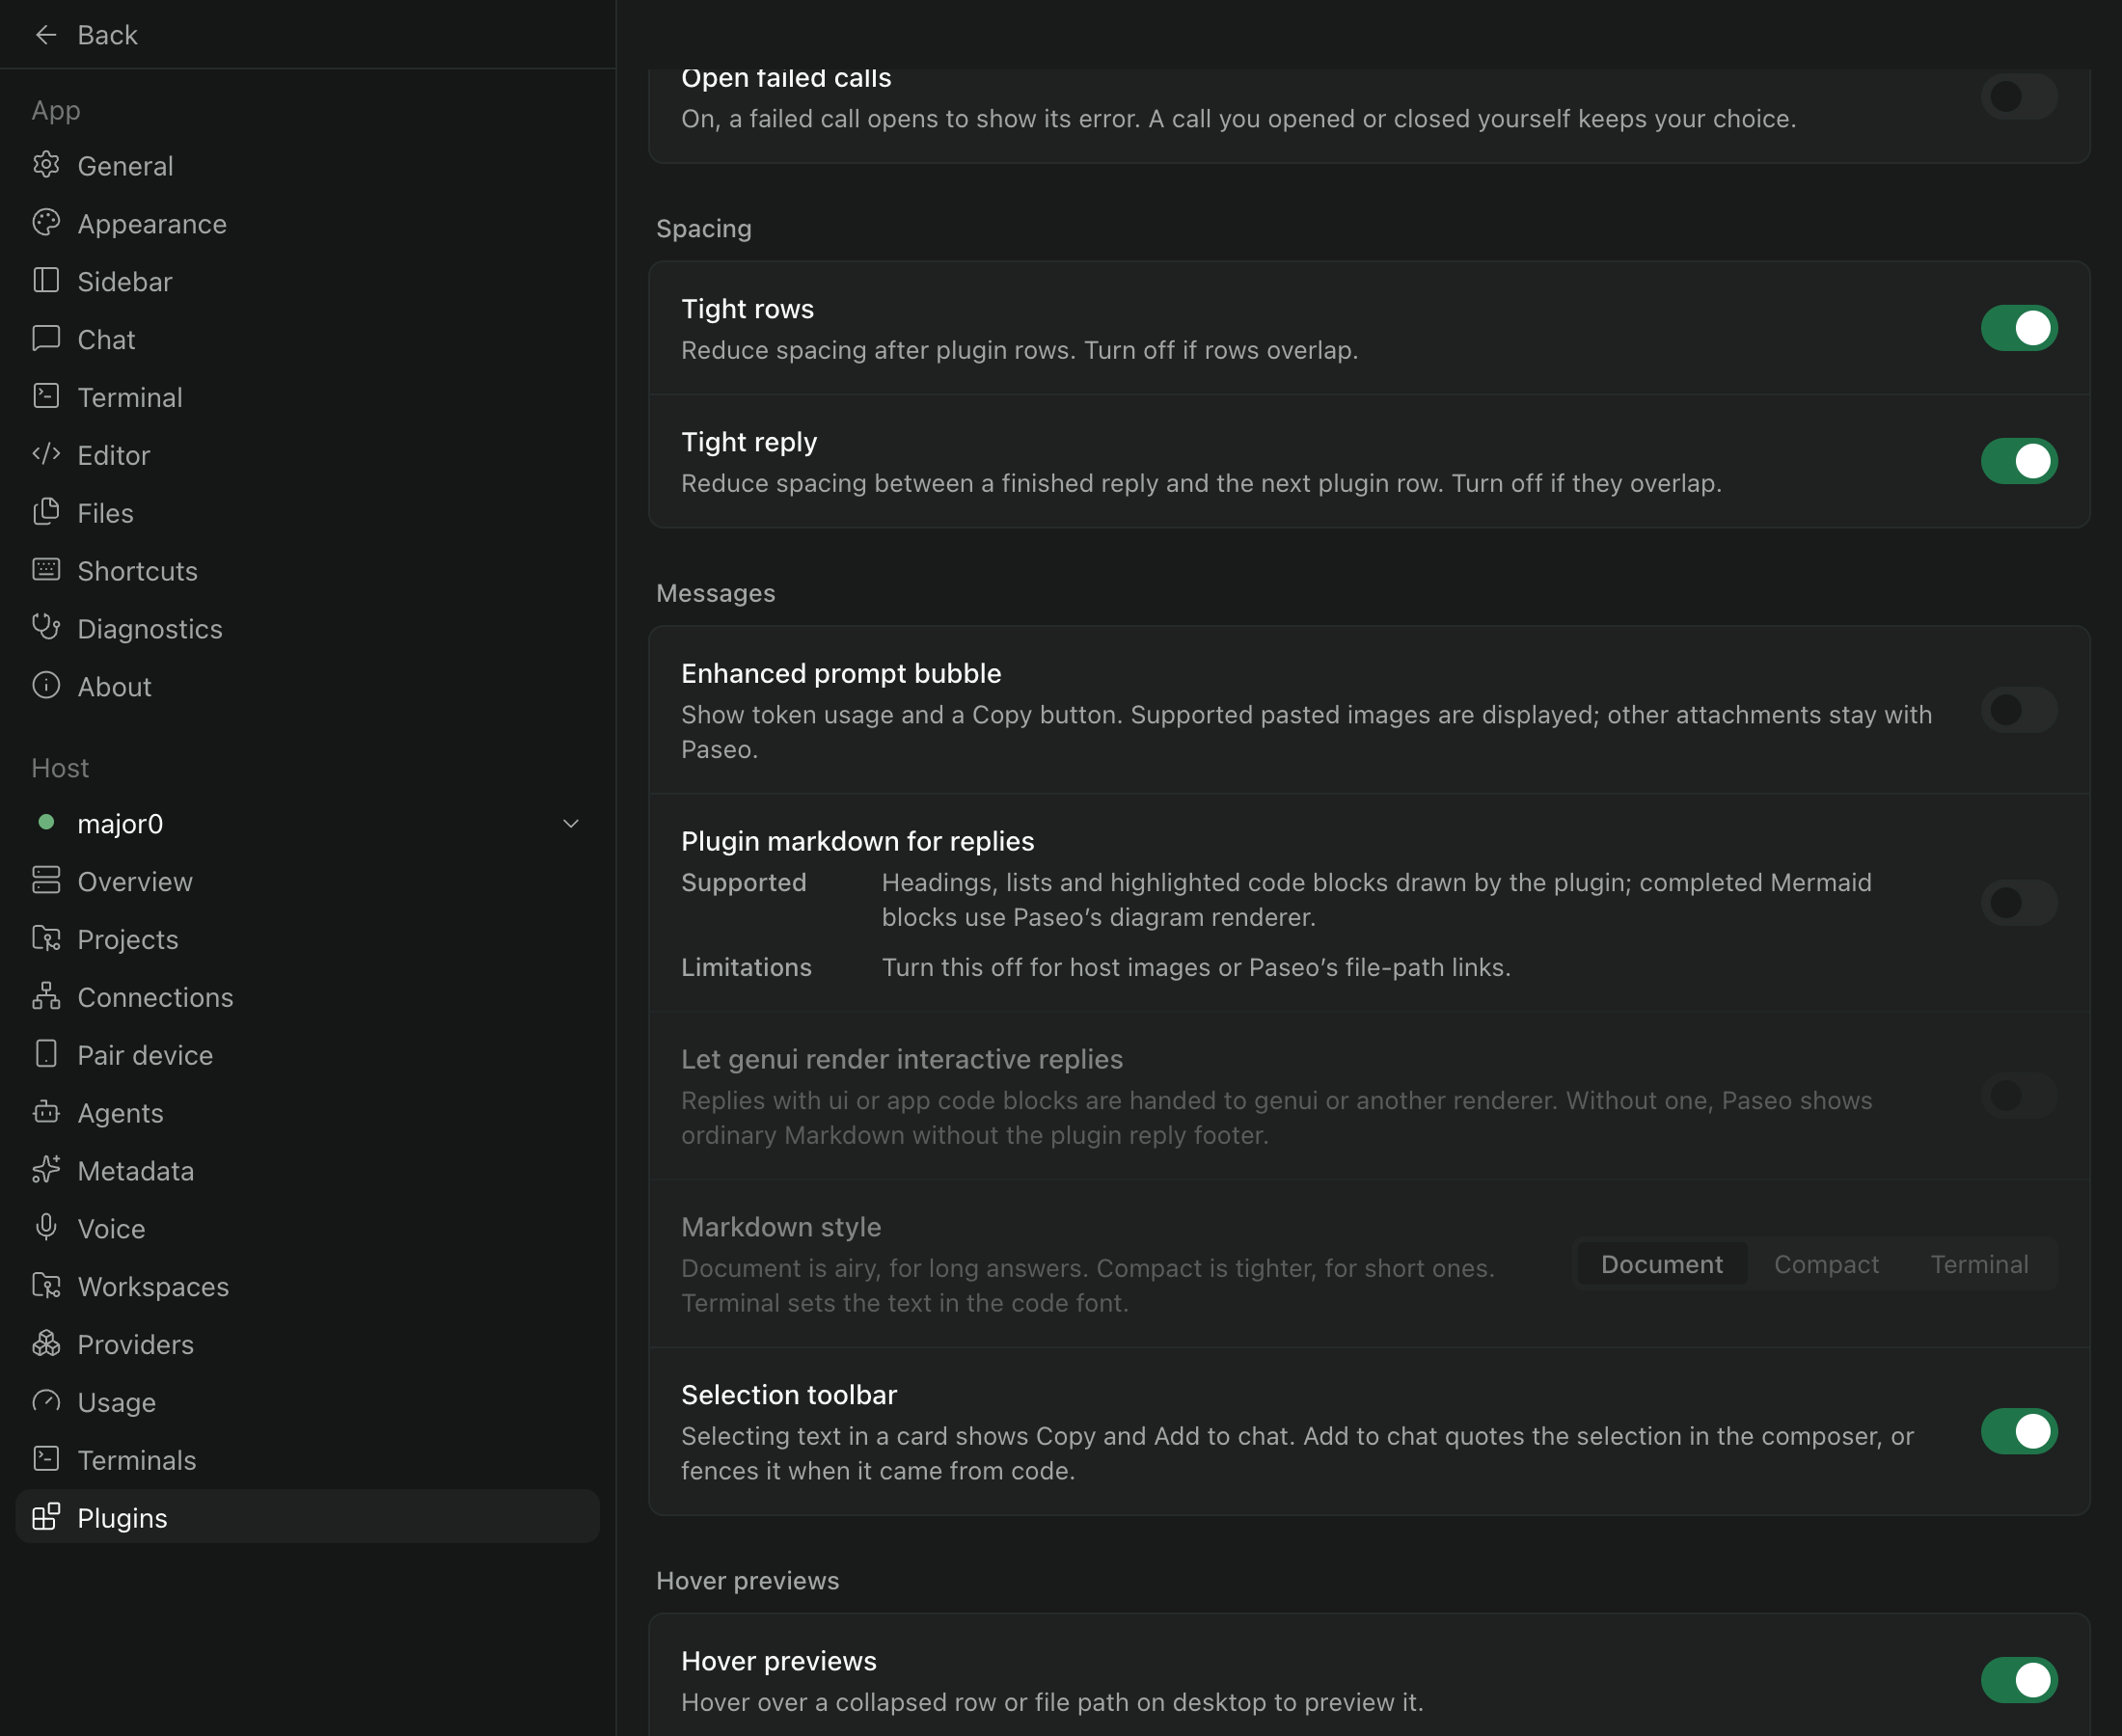 Back
App
General
Appearance
Sidebar
Chat
Terminal
Editor
Files
Shortcuts
Diagnostics
About
Host
major0
Overview
Projects
Connections
Pair device
Agents
Metadata
Voice
Workspaces
Providers
Usage
Terminals
Plugins
Open failed calls
On, a failed call opens to show its error. A call you opened or closed yourself keeps your choice.
Spacing
Tight rows
Reduce spacing after plugin rows. Turn off if rows overlap.
Tight reply
Reduce spacing between a finished reply and the next plugin row. Turn off if they overlap.
Messages
Enhanced prompt bubble
Show token usage and a Copy button. Supported pasted images are displayed; other attachments stay with
Paseo.
Plugin markdown for replies
Supported Headings, lists and highlighted code blocks drawn by the plugin; completed Mermaid
blocks use Paseo’s diagram renderer.
Limitations Turn this off for host images or Paseo’s file-path links.
Let genui render interactive replies
Replies with ui or app code blocks are handed to genui or another renderer. Without one, Paseo shows
ordinary Markdown without the plugin reply footer.
Markdown style
Document is airy, for long answers. Compact is tighter, for short ones.
Terminal sets the text in the code font.
Document Compact Terminal
Selection toolbar
Selecting text in a card shows Copy and Add to chat. Add to chat quotes the selection in the composer, or
fences it when it came from code.
Hover previews
Hover previews
Hover over a collapsed row or file path on desktop to preview it.